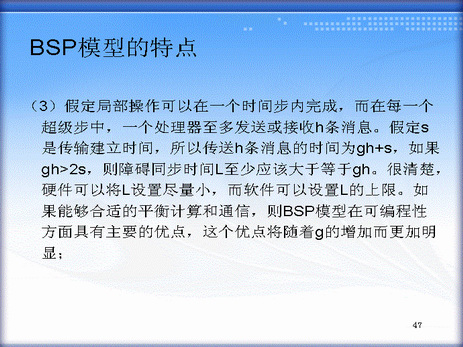 BSP模型的特点
（3）假定局部操作可以在一个时间步内完成，而在每一个
超级步中，一个处理器至多发送或接收h条消息。假定s
是传输建立时间，所以传送h条消息的时间为gh+s，如果
gh>2s，则障碍同步时间L至少应该大于等于gh。很清楚，
硬件可以将L设置尽量小，而软件可以设置L的上限。如
果能够合适的平衡计算和通信，则BSP模型在可编程性
方面具有主要的优点，这个优点将随着g的增加而更加明
显；
47